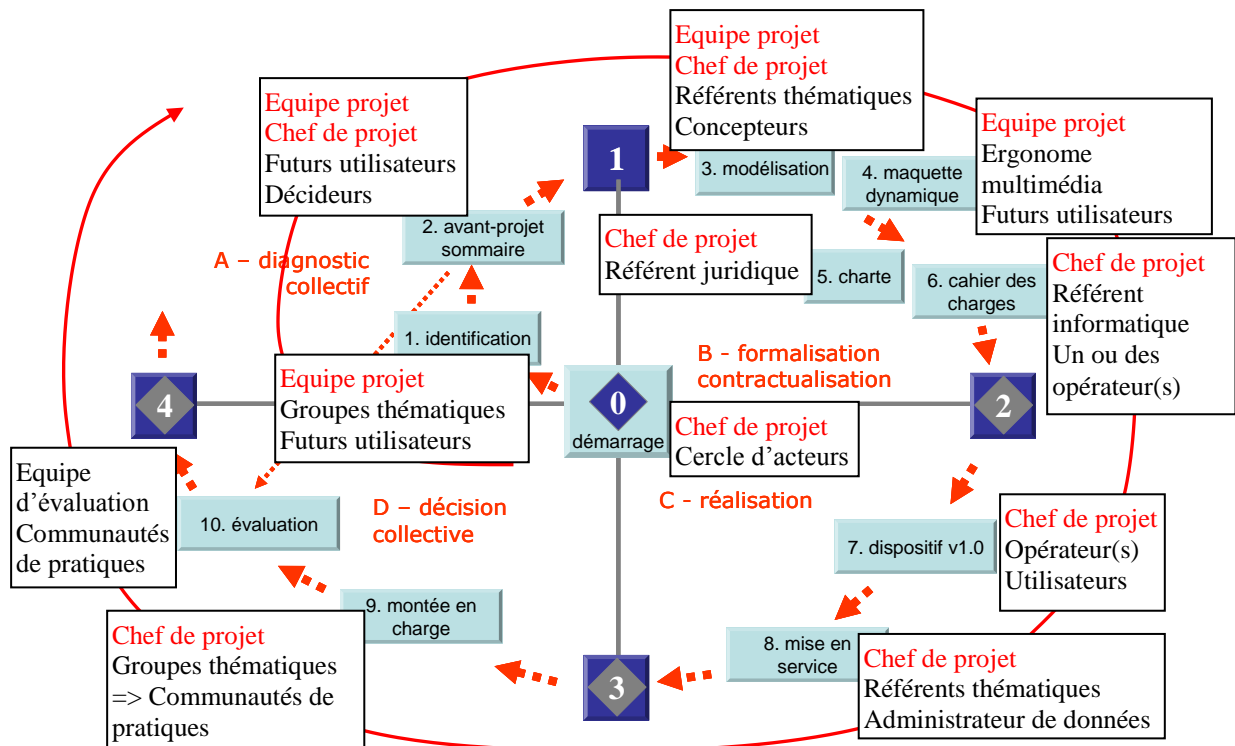 Equipe projet
Chef de projet
Référents thématiques
Concepteurs
Equipe projet
Chef de projet
Futurs utilisateurs
Décideurs
Equipe projet
Ergonome
multimédia
Futurs utilisateurs
1
3. modélisation
4. maquette
dynamique
2. avant-projet
sommaire
Chef de projet
Référent juridique
5. charte
6. cahier des
charges
Chef de projet
Référent
informatique
Un ou des
opérateur(s)
A – diagnostic
collectif
1. identification
B - formalisation
contractualisation
Equipe projet
Groupes thématiques
Futurs utilisateurs
4
0
démarrage
2
Chef de projet
Cercle d’acteurs
Equipe
d’évaluation
Communautés
de pratiques
10. évaluation
D – décision
collective
C - réalisation
7. dispositif v1.0
Chef de projet
Opérateur(s)
Utilisateurs
9. montée en
charge
8. mise en
service
3
Chef de projet
Groupes thématiques
=> Communautés de
pratiques
Chef de projet
Référents thématiques
Administrateur de données